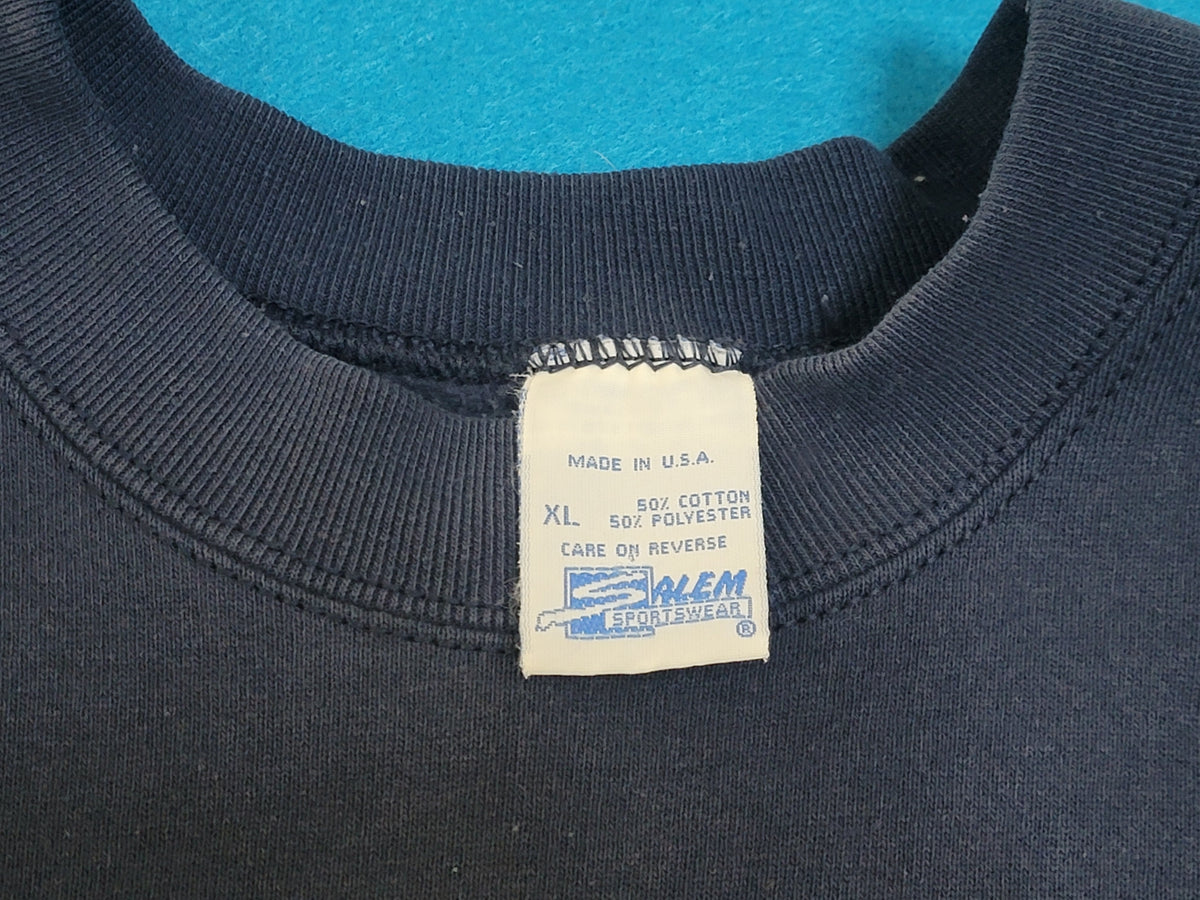 MADE IN U.S.A.
XL
50% COTTON
50% POLYESTER
CARE ON REVERSE
SALEM
SPORTSWEAR
®